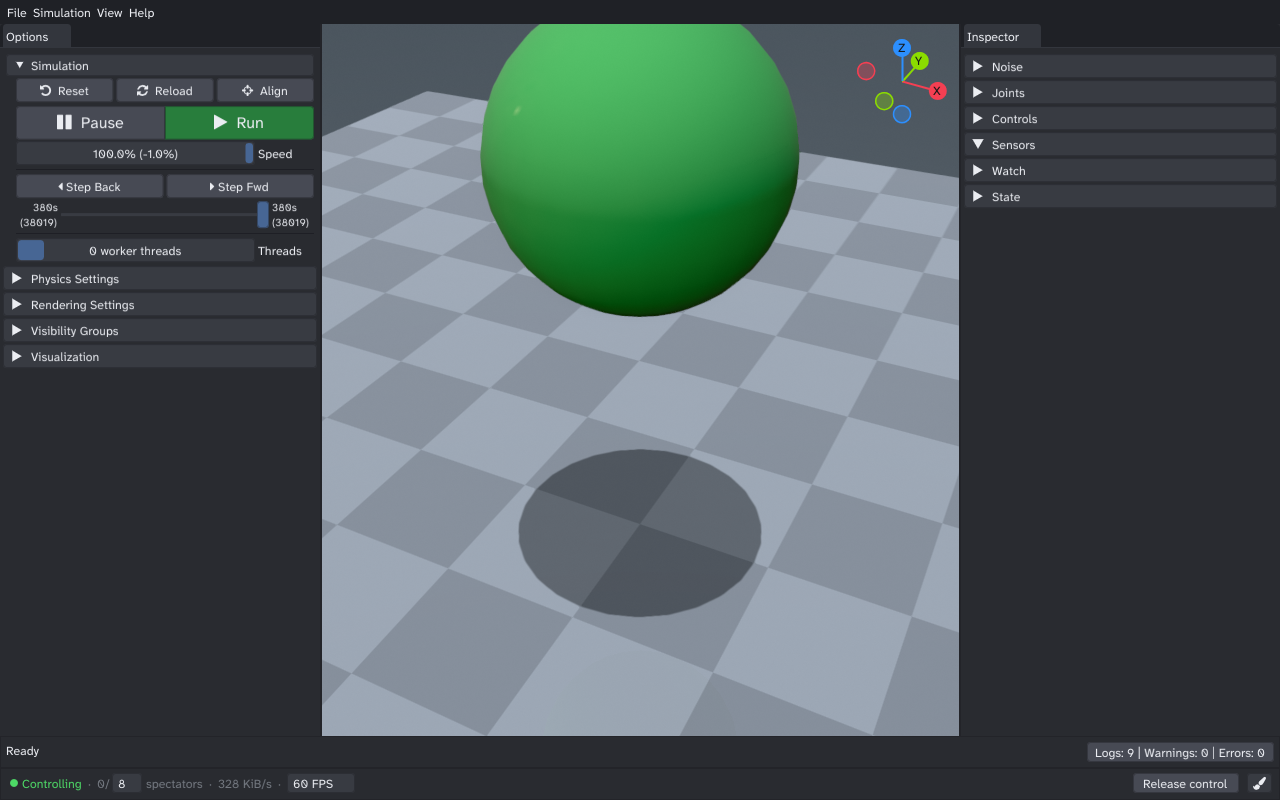 File Simulation View Help
Options
Simulation
Reset Reload Align
Pause Run
100.0% (-1.0%) Speed
Step Back Step Fwd
380s 380s
(38019) (38019)
0 worker threads Threads
Physics Settings
Rendering Settings
Visibility Groups
Visualization
Z
Y
X
Inspector
Noise
Joints
Controls
Sensors
Watch
State
Ready
Logs: 9 | Warnings: 0 | Errors: 0
Controlling · 0/ 8 spectators · 328 KiB/s · 60 FPS
Release control